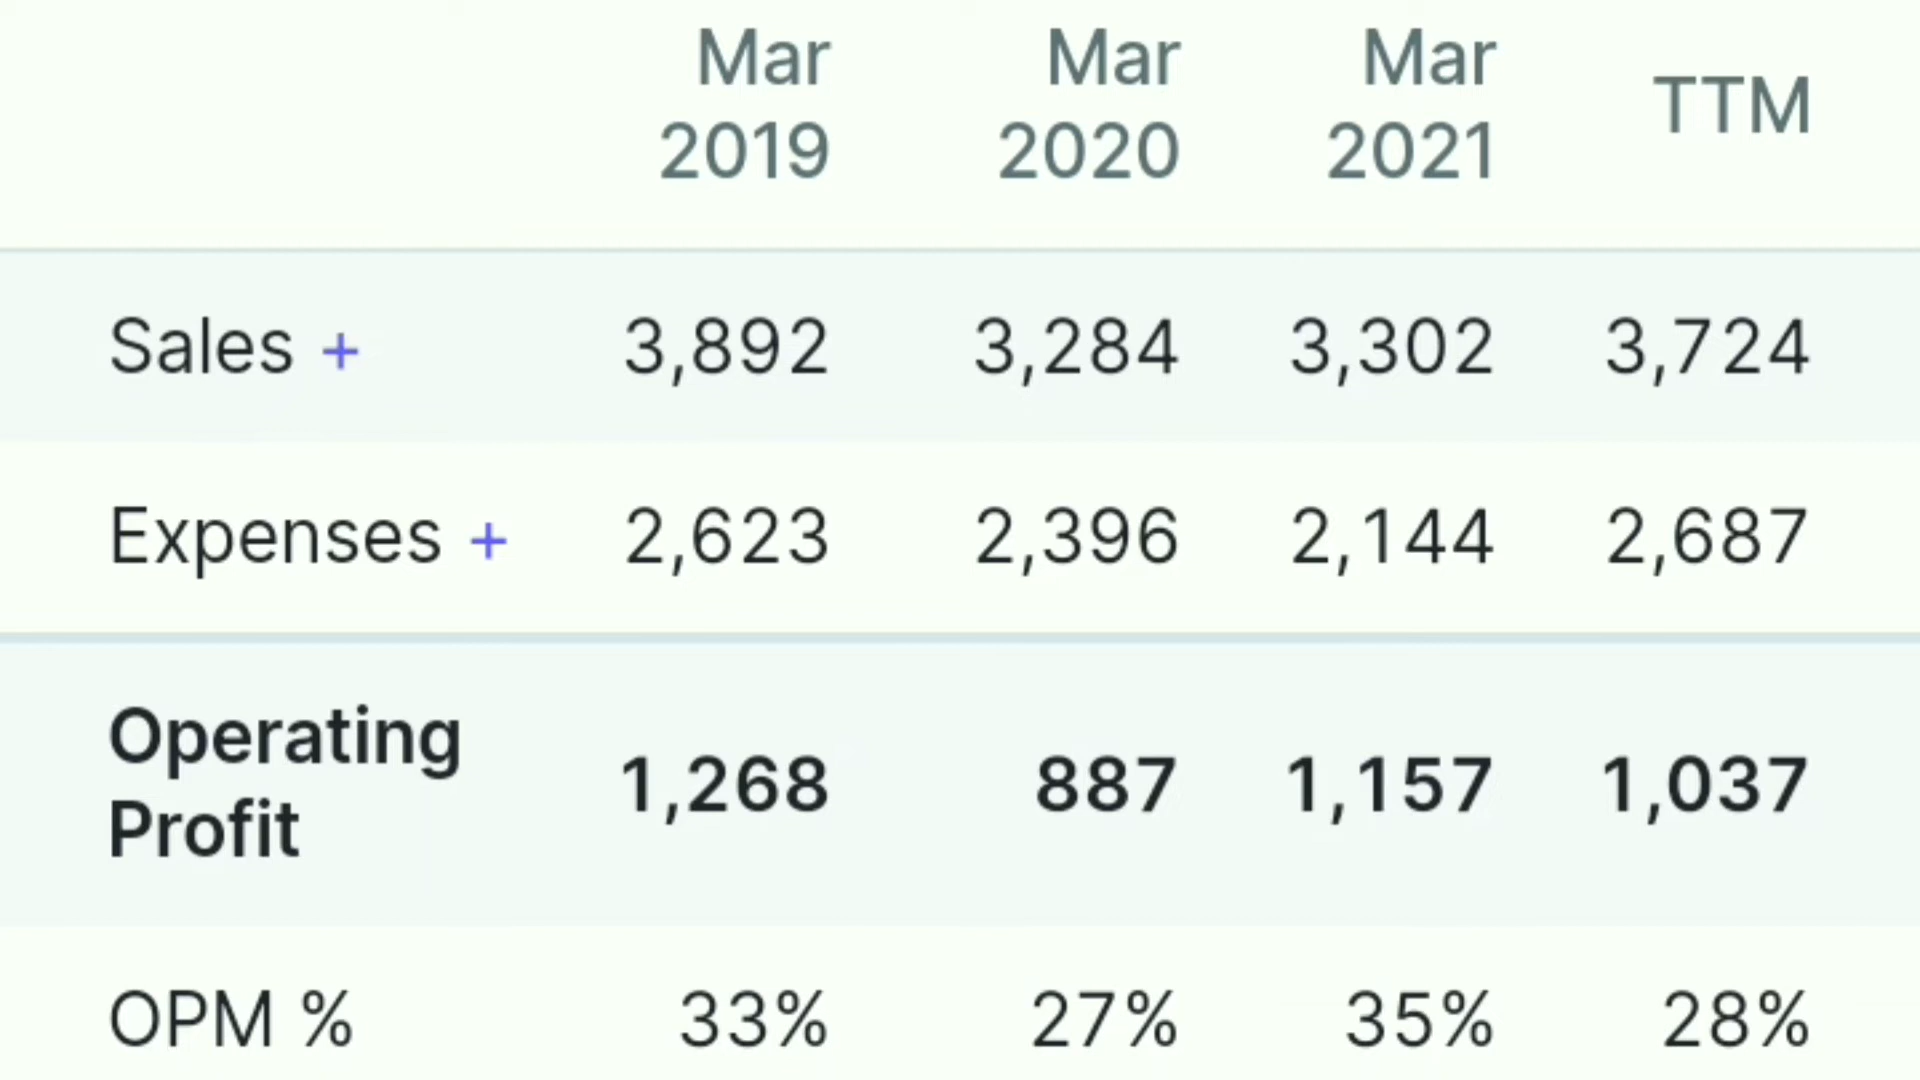 Mar Mar Mar TTM
2019 2020 2021
Sales + 3,892 3,284 3,302 3,724
Expenses + 2,623 2,396 2,144 2,687
Operating
Profit 1,268 887 1,157 1,037
OPM % 33% 27% 35% 28%